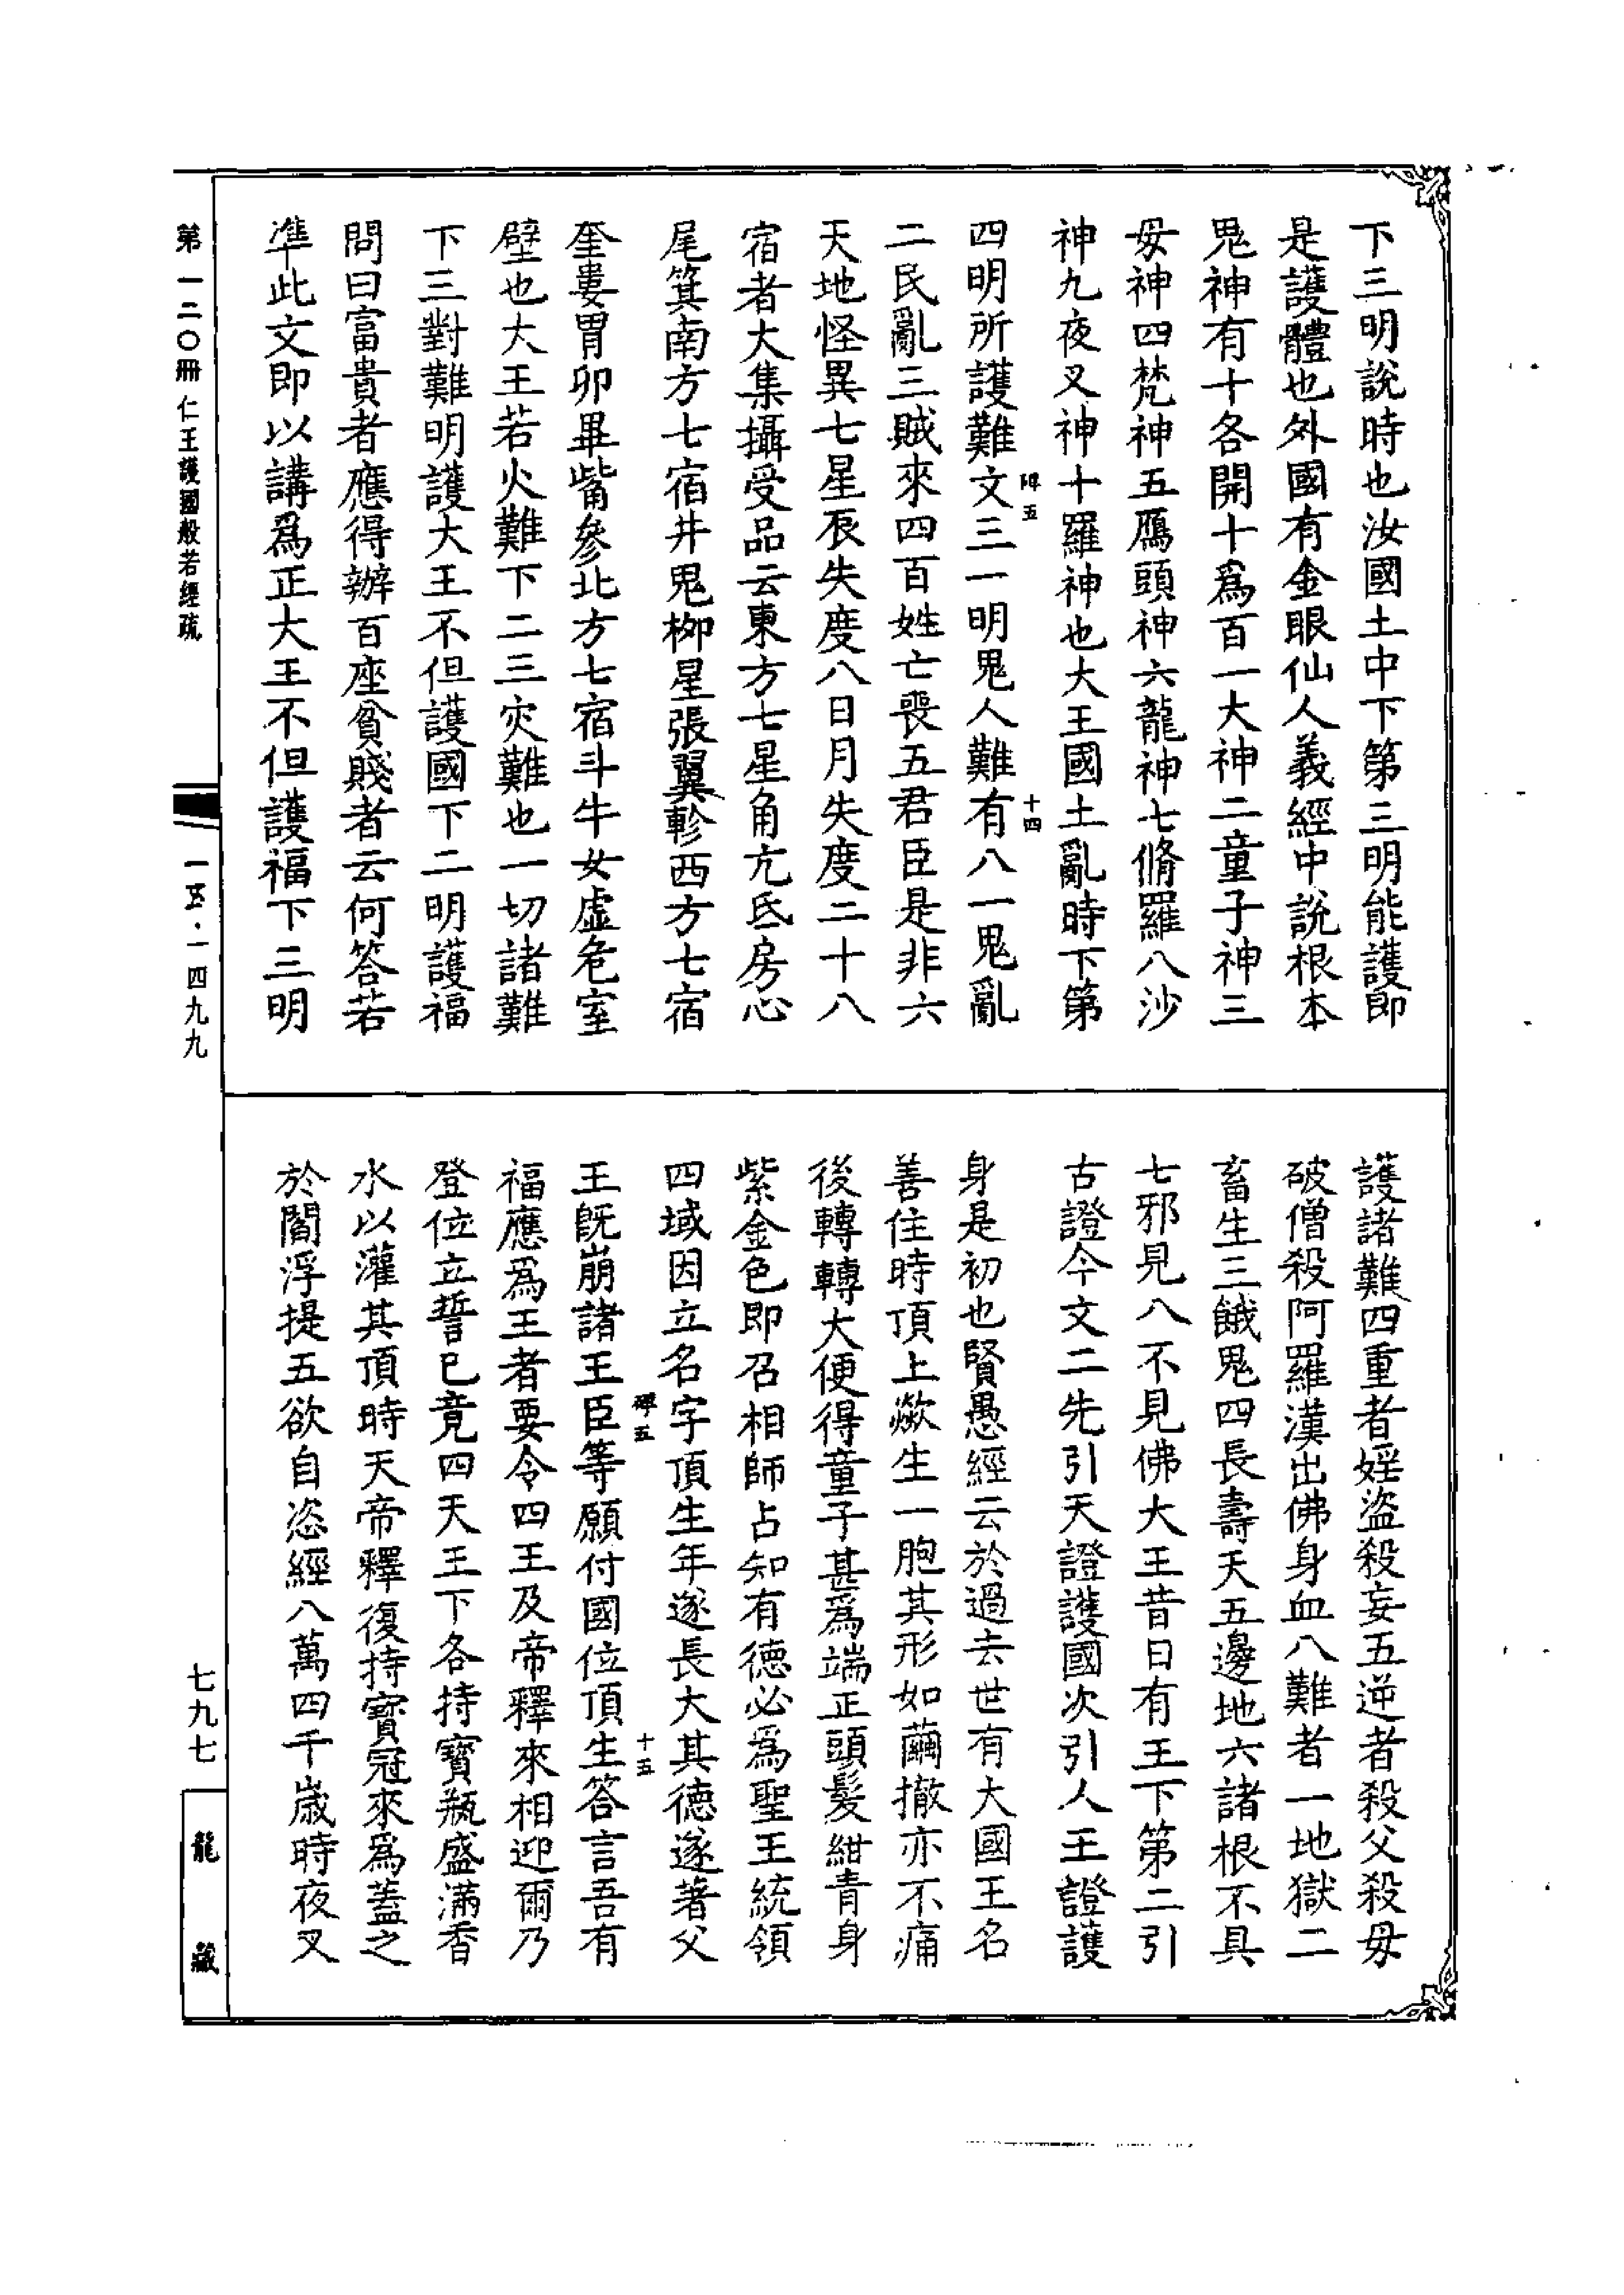 下三明說時也汝國土中下第三明能護即
是護體也外國有金眼仙人義經中說根本
鬼神有十各開十爲百一大神二童子神三
毋神四梵神五鴈頭神六龍神七脩羅八沙
神九夜叉神十羅神也大王國土亂時下第
四明所護難文三一明鬼人難有八一鬼亂
碑五
十四
二民亂三賊來四百姓亡喪五君臣是非六
天地怪異七星辰失度八日月失度二十八
宿者大集攝受品云東方七星角亢氐房心
尾箕南方七宿井鬼柳星張翼軫西方七宿
奎婁胃卯畢觜參北方七宿斗牛女虛危室
壁也大王若火難下二三灾難也一切諸難
下三對難明護大王不但護國下二明護福
問曰富貴者應得辦百座貧賤者云何答若
準此文即以講爲正大王不但護福下三明
護諸難四重者婬盜殺妄五逆者殺父殺毋
破僧殺阿羅漢出佛身血八難者一地獄二
畜生三餓鬼四長壽天五邊地六諸根不具
七邪見八不見佛大王昔日有王下第二引
古證今文二先引天證護國次引人王證護
身是初也賢愚經云於過去世有大國王名
善住時頂上欻生一胞其形如繭撤亦不痛
後轉轉大便得童子甚爲端正頭髮紺青身
紫金色即召相師占知有德必爲聖王統領
四域因立名字頂生年遂長大其德遂著父
碑五
十五
王旣崩諸王臣等願付國位頂生答言吾有
福應爲王者要令四王及帝釋來相迎爾乃
登位立誓已竟四天王下各持寶瓶盛滿香
水以灌其頂時天帝釋復持寶冠來爲蓋之
於閻浮提五欲自恣經八萬四千歲時夜叉
第一二〇冊 仁王護國般若經疏
一五·一四九九
七九七
龍藏